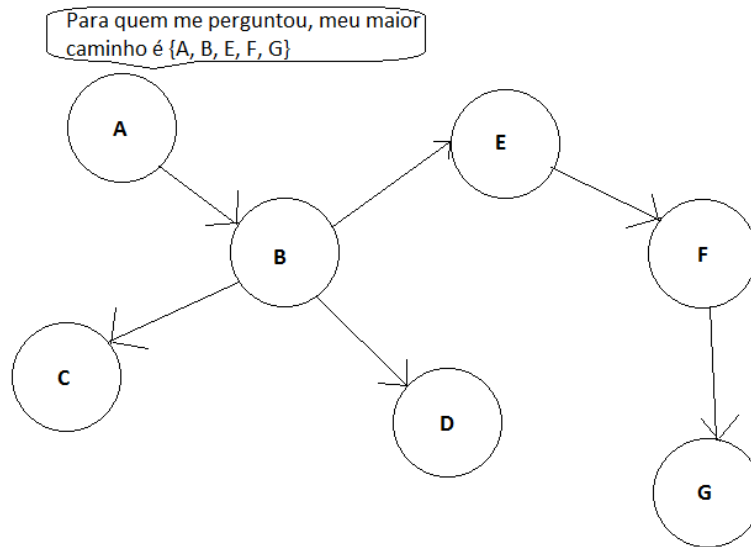 Para quem me perguntou, meu maior
caminho é {A, B, E, F, G}
A
E
B
F
C
D
G